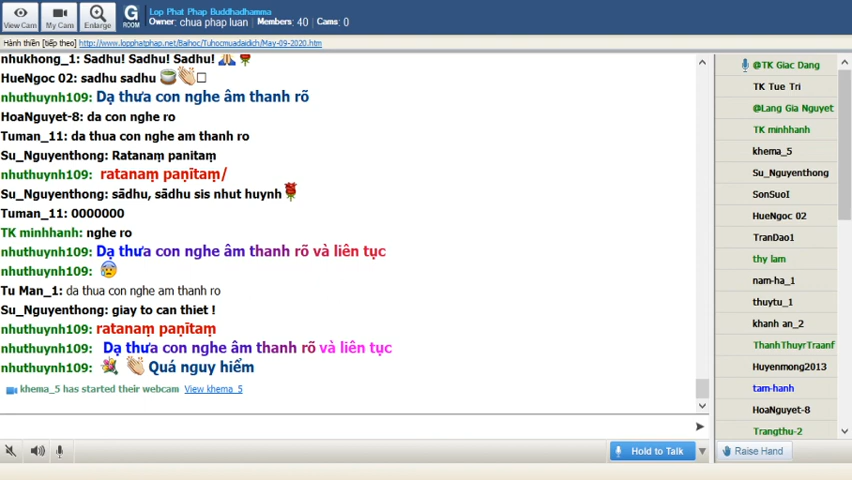 View Cam
My Cam
Enlarge
G
ROOM
Lop Phat Phap Buddhadhamma
Owner: chua phap luan Members: 40 Cams: 0
Hành thiền [tiếp theo] http://www.lopphatphap.net/Baihoc/Tuhocmuadaidich/May-09-2020.htm
nhukhong_1: Sadhu! Sadhu! Sadhu! 🙏🌹
HueNgoc 02: sadhu sadhu 🍵👏□
nhuthuynh109: Dạ thưa con nghe âm thanh rõ
HoaNguyet-8: da con nghe ro
Tuman_11: da thua con nghe am thanh ro
Su_Nguyenthong: Ratanaṃ panitaṃ
nhuthuynh109: ratanaṃ paṇītaṃ/
Su_Nguyenthong: sādhu, sādhu sis nhut huynh🌹
Tuman_11: 0000000
TK minhhanh: nghe ro
nhuthuynh109: Dạ thưa con nghe âm thanh rõ và liên tục
nhuthuynh109: 😰
Tu Man_1: da thua con nghe am thanh ro
Su_Nguyenthong: giay to can thiet !
nhuthuynh109: ratanaṃ paṇītaṃ
nhuthuynh109: Dạ thưa con nghe âm thanh rõ và liên tục
nhuthuynh109: 💐 👏 Quá nguy hiểm
khema_5 has started their webcam View khema_5
@TK Giac Dang
TK Tue Tri
@Lang Gia Nguyet
TK minhhanh
khema_5
Su_Nguyenthong
SonSuoI
HueNgoc 02
TranDao1
thy lam
nam-ha_1
thuytu_1
khanh an_2
ThanhThuyrTraanf
Huyenmong2013
tam-hanh
HoaNguyet-8
Trangthu-2
Hold to Talk
Raise Hand